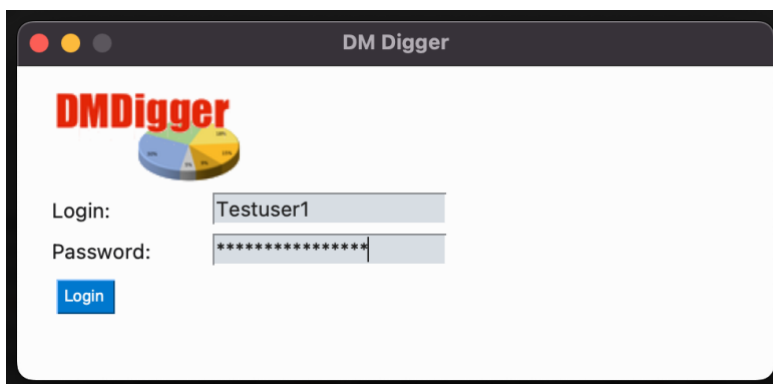 DM Digger
DMDigger
Login: Testuser1
Password: ****************
Login